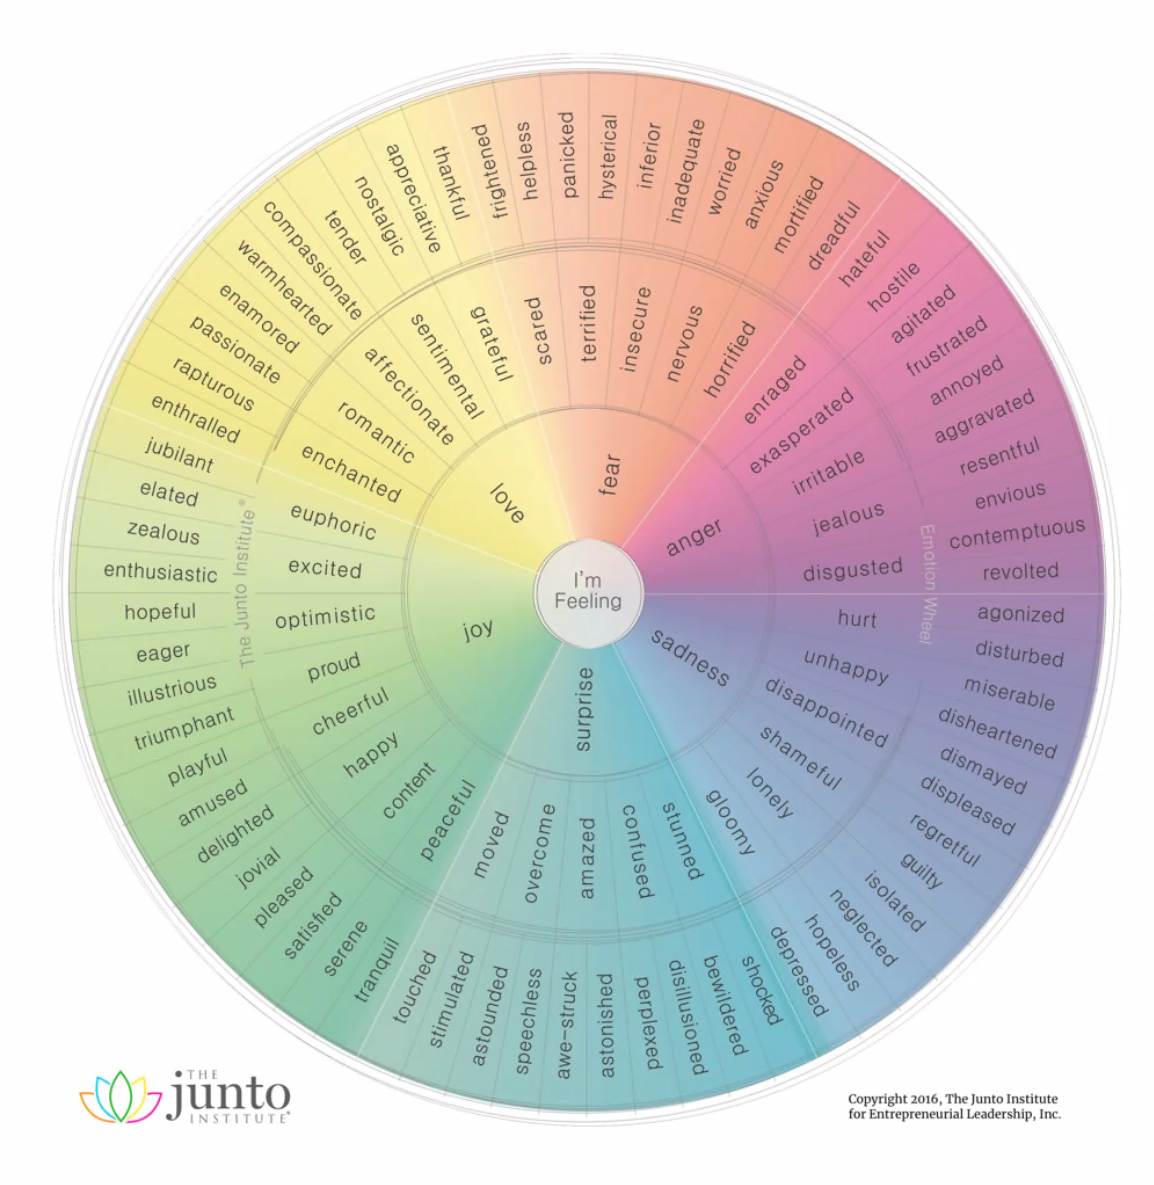 I'm
Feeling
fear
anger
sadness
surprise
joy
love
scared
terrified
insecure
nervous
horrified
enraged
exasperated
irritable
jealous
disgusted
hurt
unhappy
disappointed
shameful
lonely
gloomy
stunned
confused
amazed
overcome
moved
peaceful
content
happy
cheerful
proud
optimistic
excited
euphoric
enchanted
romantic
affectionate
sentimental
grateful
frightened
helpless
panicked
hysterical
inferior
inadequate
worried
anxious
mortified
dreadful
hateful
hostile
agitated
frustrated
annoyed
aggravated
resentful
envious
contemptuous
revolted
agonized
disturbed
miserable
disheartened
dismayed
displeased
regretful
guilty
isolated
neglected
hopeless
depressed
shocked
bewildered
disillusioned
perplexed
astonished
awe-struck
speechless
astounded
stimulated
touched
tranquil
serene
satisfied
pleased
jovial
delighted
amused
playful
triumphant
illustrious
eager
hopeful
enthusiastic
zealous
elated
jubilant
enthralled
rapturous
passionate
enamored
warmhearted
compassionate
tender
nostalgic
appreciative
thankful
The Junto Institute®
Emotion Wheel
THE
junto
INSTITUTE®
Copyright 2016, The Junto Institute
for Entrepreneurial Leadership, Inc.